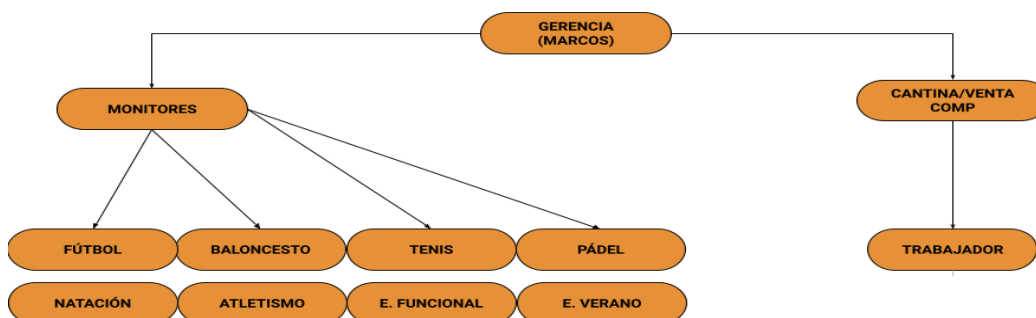 GERENCIA
(MARCOS)
MONITORES
CANTINA/VENTA
COMP
FÚTBOL
BALONCESTO
TENIS
PÁDEL
TRABAJADOR
NATACIÓN
ATLETISMO
E. FUNCIONAL
E. VERANO